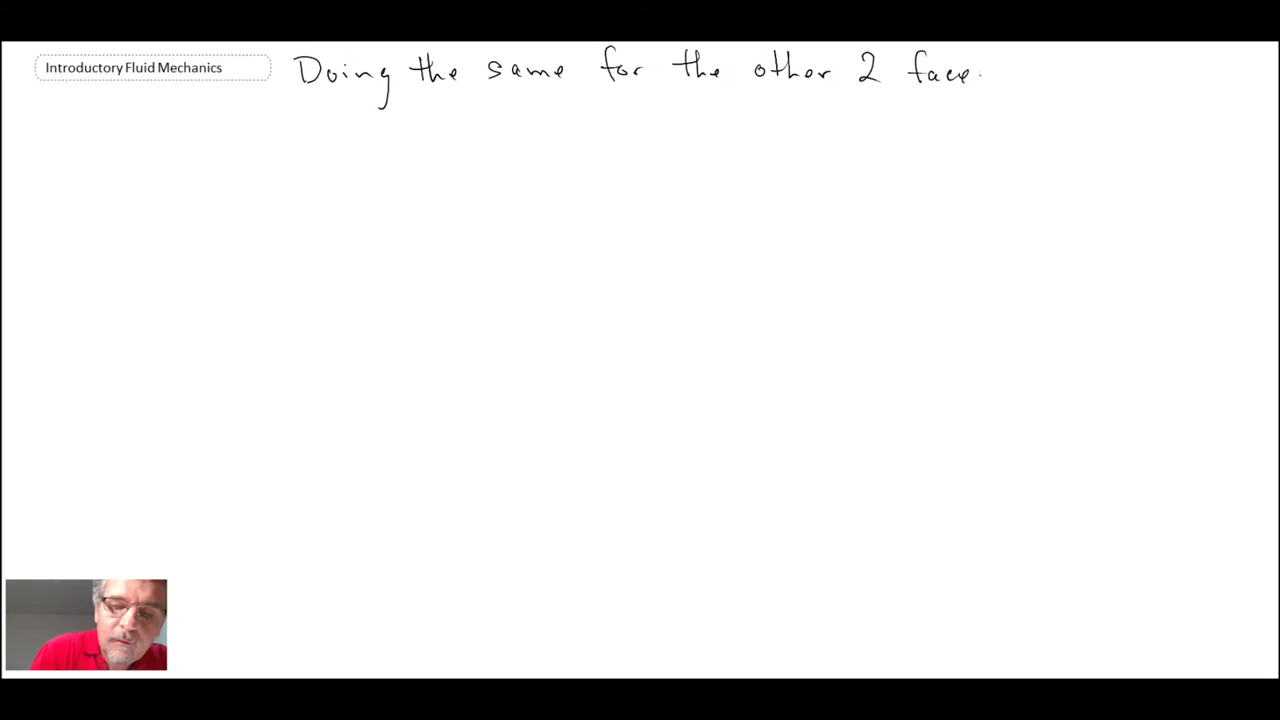 Introductory Fluid Mechanics
Doing the same for the other 2 face.